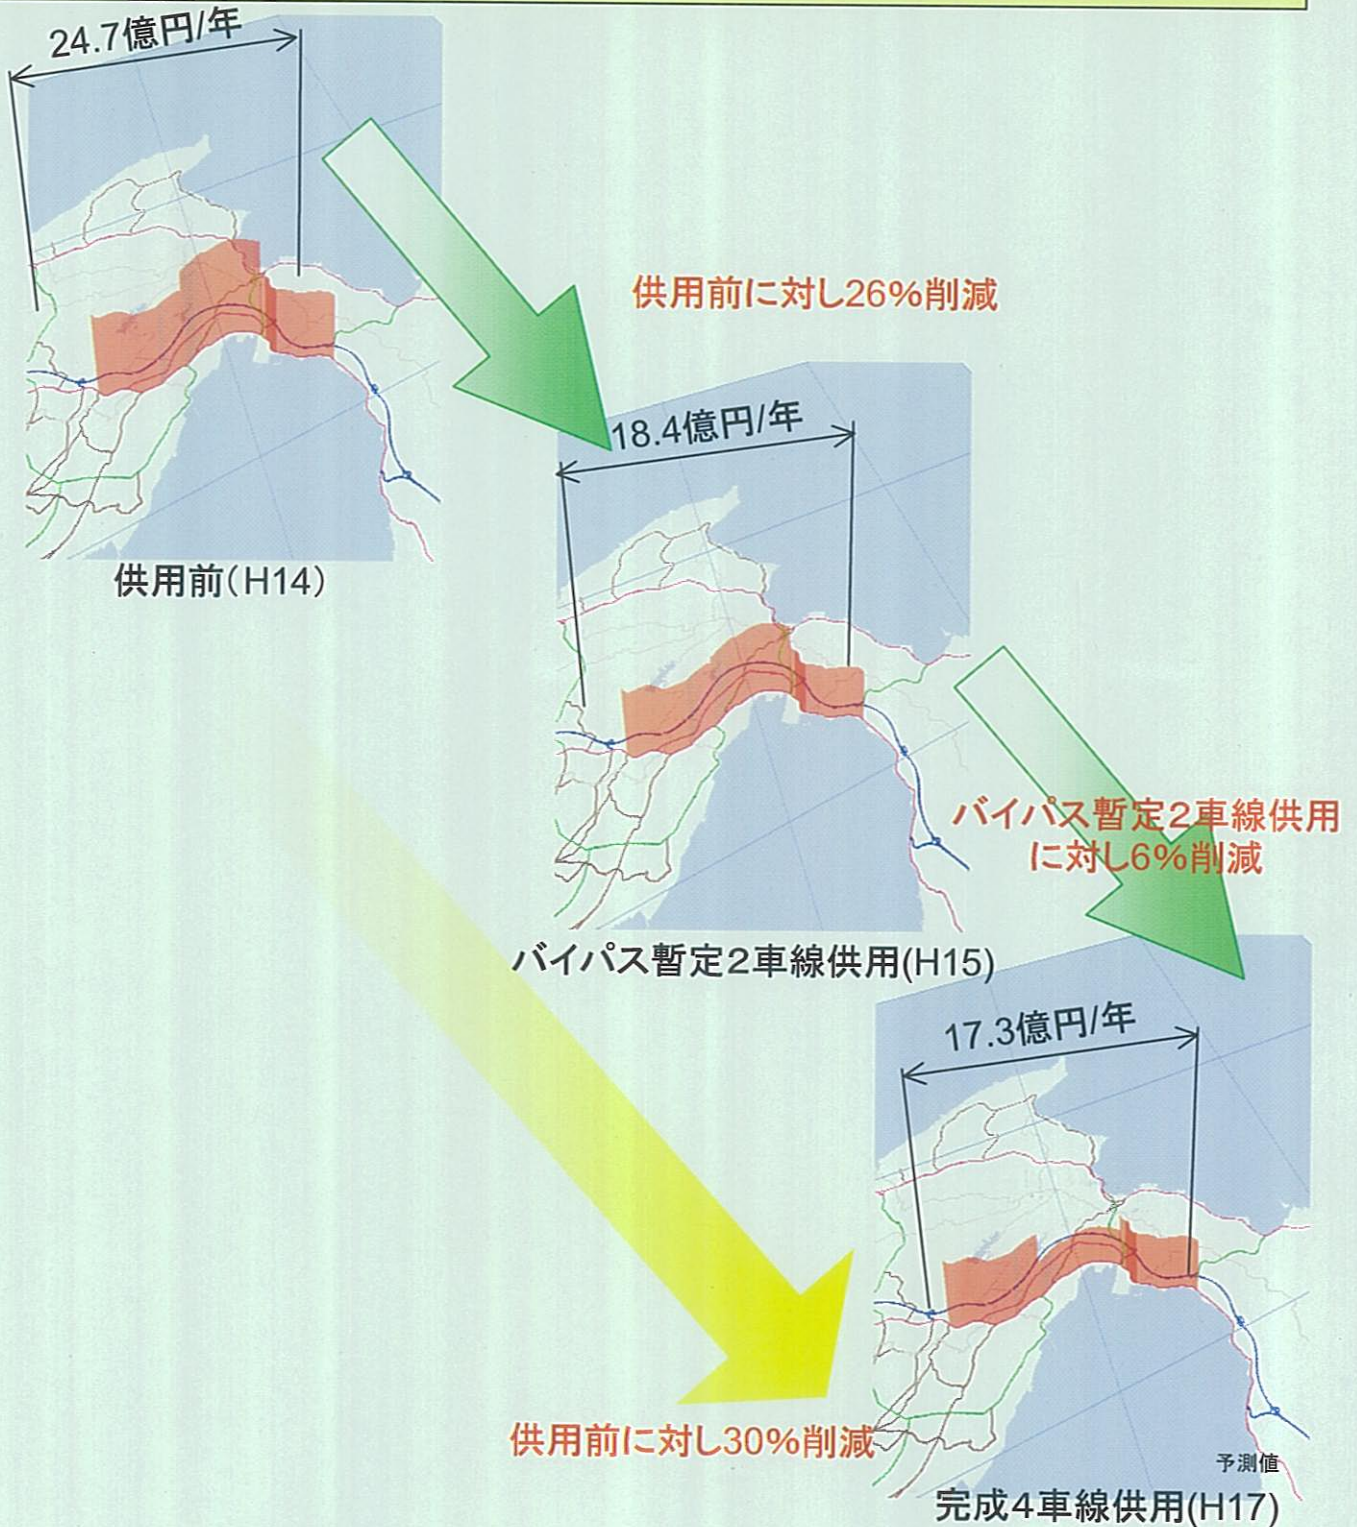 24.7億円/年
供用前に対し26%削減
供用前(H14)
18.4億円/年
バイパス暫定2車線供用
に対し6%削減
バイパス暫定2車線供用(H15)
17.3億円/年
供用前に対し30%削減
予測値
完成4車線供用(H17)